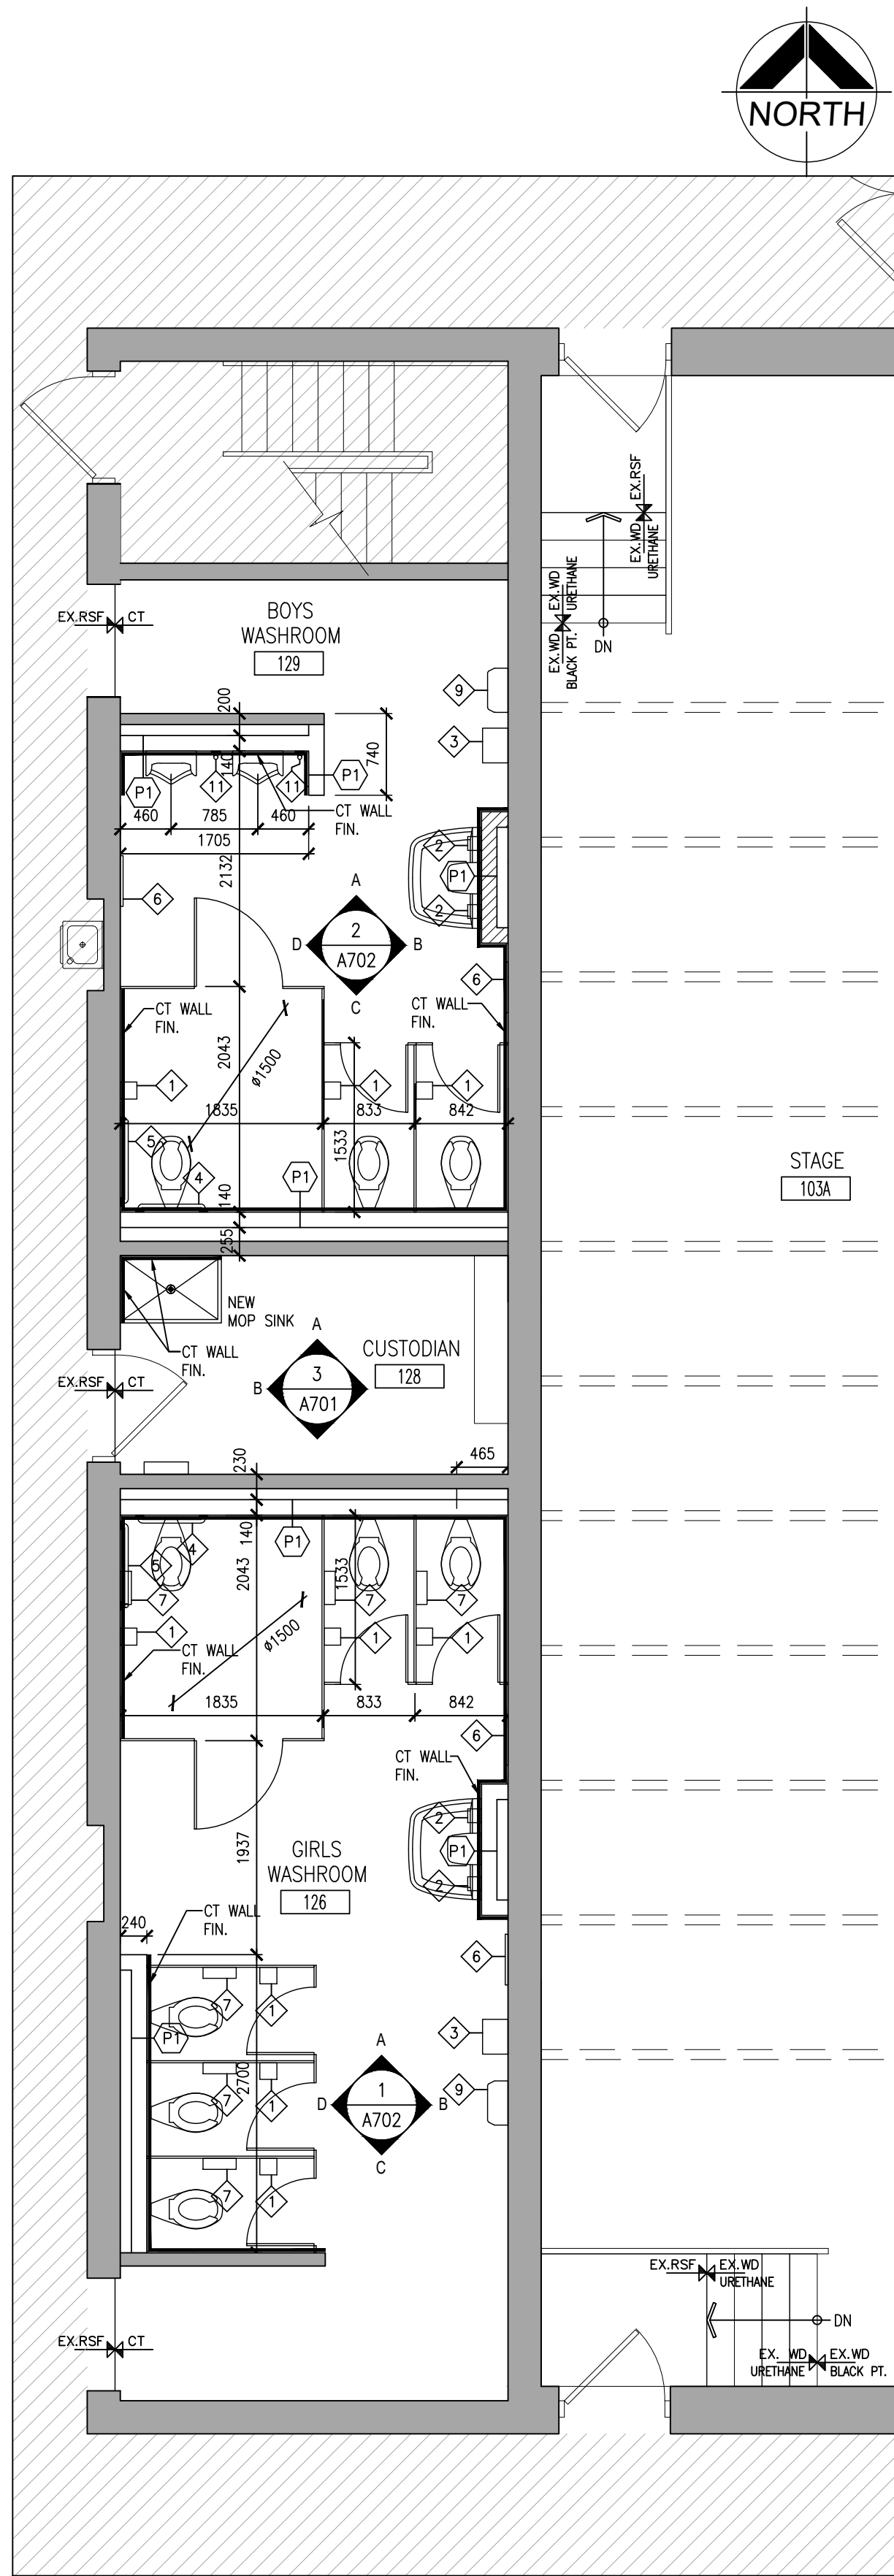 NORTH
EX.RSF
EX.WD
URETHANE
EX.WD
URETHANE
EX.WD
BLACK PT.
DN
BOYS
WASHROOM
129
EX.RSF
CT
200
9
3
740
140
P1
11
11
P1
460
785
460
CT WALL
FIN.
1705
2132
2
P1
2
6
A
D
2
B
A702
C
6
CT WALL
FIN.
CT WALL
FIN.
2043
ø1500
1
1
1
1835
833
842
5
1533
4
P1
140
255
STAGE
103A
NEW
MOP SINK
CT WALL
FIN.
A
CUSTODIAN
128
B
3
A701
EX.RSF
CT
230
465
140
P1
4
5
2043
1533
7
7
7
1
1
1
ø1500
CT WALL
FIN.
1835
833
842
6
CT WALL
FIN.
2
P1
2
1937
GIRLS
WASHROOM
126
240
CT WALL
FIN.
6
7
1
P1
3
2700
A
D
1
B
A702
C
9
7
1
7
1
EX.RSF
EX.WD
URETHANE
DN
EX. WD
URETHANE
EX.WD
BLACK PT.
EX.RSF
CT